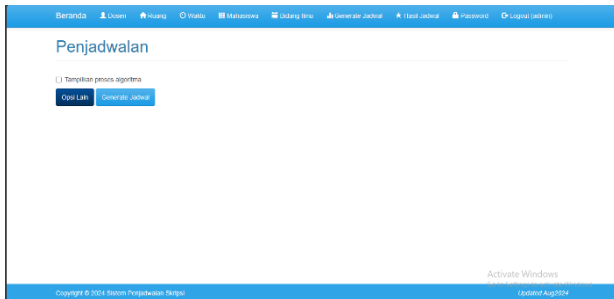 Beranda Dosen Ruang Waktu Mahasiswa Bidang Ilmu Generate Jadwal Hasil Jadwal Password Logout (admin)
Penjadwalan
Tampilkan proses algoritma
Opsi Lain Generate Jadwal
Activate Windows
Copyright © 2024 Sistem Penjadwalan Skripsi Updated Aug2024